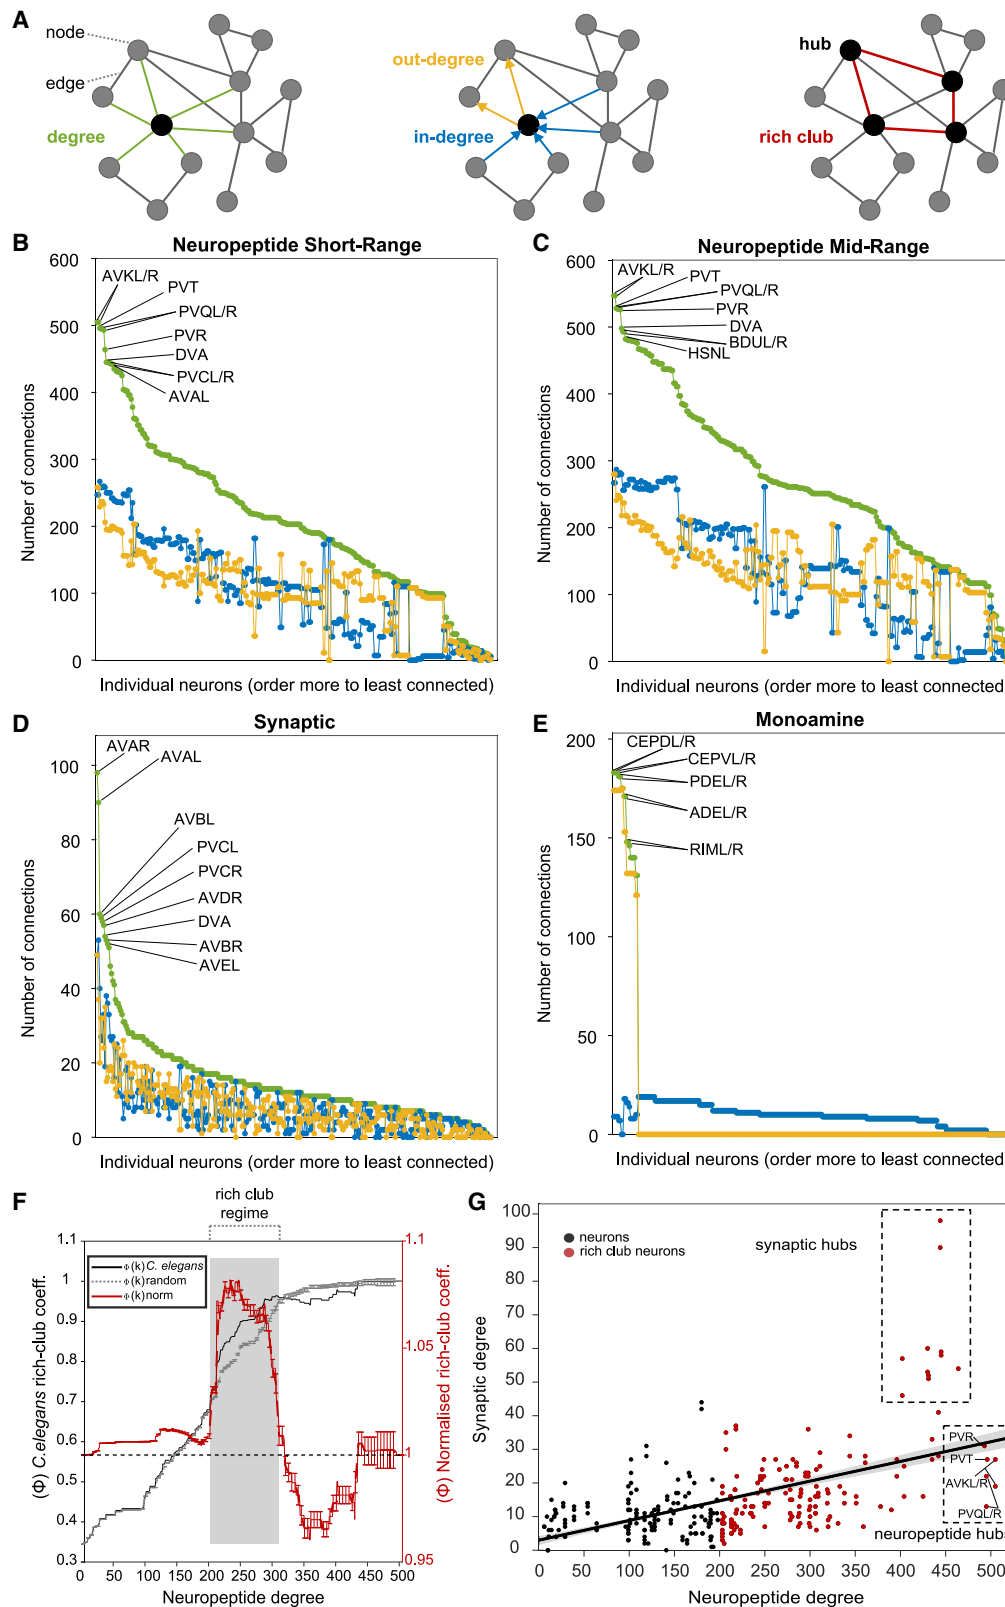 A
node
edge
degree
out-degree
in-degree
hub
rich club
B
Neuropeptide Short-Range
600
500
400
300
200
100
0
Number of connections
AVKL/R
PVT
PVQL/R
PVR
DVA
PVCL/R
AVAL
Individual neurons (order more to least connected)
C
Neuropeptide Mid-Range
600
500
400
300
200
100
0
Number of connections
AVKL/R
PVT
PVQL/R
PVR
DVA
BDUL/R
HSNL
Individual neurons (order more to least connected)
D
Synaptic
100
80
60
40
20
0
Number of connections
AVAR
AVAL
AVBL
PVCL
PVCR
AVDR
DVA
AVBR
AVEL
Individual neurons (order more to least connected)
E
Monoamine
200
150
100
50
0
Number of connections
CEPDL/R
CEPVL/R
PDEL/R
ADEL/R
RIML/R
Individual neurons (order more to least connected)
F
rich club
regime
1.1
1
0.9
0.8
0.7
0.6
0.5
0.4
0.3
(Φ) C.elegans rich-club coeff.
Φ(k) C. elegans
Φ(k) random
Φ(k) norm
1.1
1.05
1
0.95
(Φ) Normalised rich-club coeff.
0 50 100 150 200 250 300 350 400 450 500
Neuropeptide degree
G
100
90
80
70
60
50
40
30
20
10
0
Synaptic degree
neurons
rich club neurons
synaptic hubs
PVR
PVT
AVKL/R
PVQL/R
neuropeptide hubs
0 50 100 150 200 250 300 350 400 450 500
Neuropeptide degree